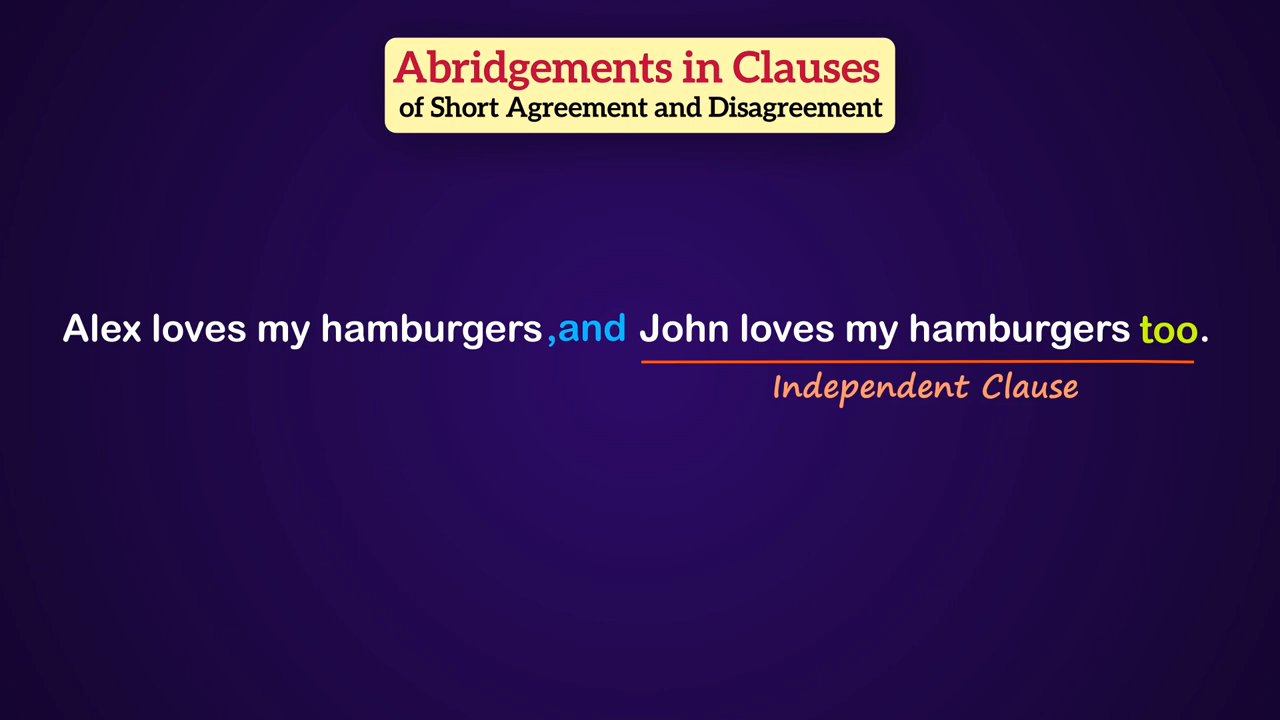 Abridgements in Clauses
of Short Agreement and Disagreement
Alex loves my hamburgers ,and John loves my hamburgers too.
Independent Clause